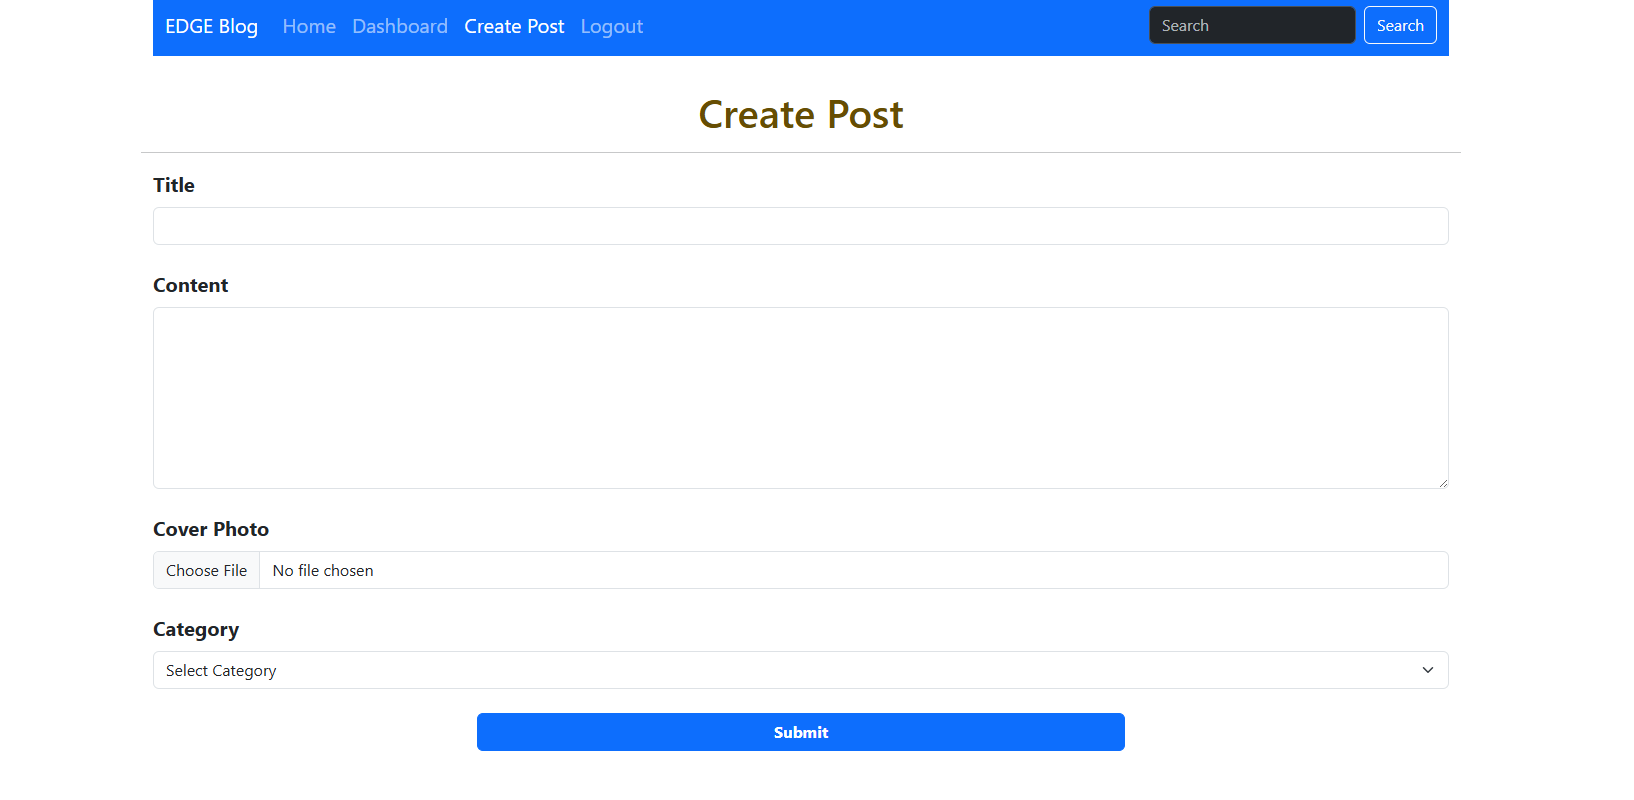 EDGE Blog Home Dashboard Create Post Logout Search Search
Create Post
Title
Content
Cover Photo
Choose File No file chosen
Category
Select Category
Submit